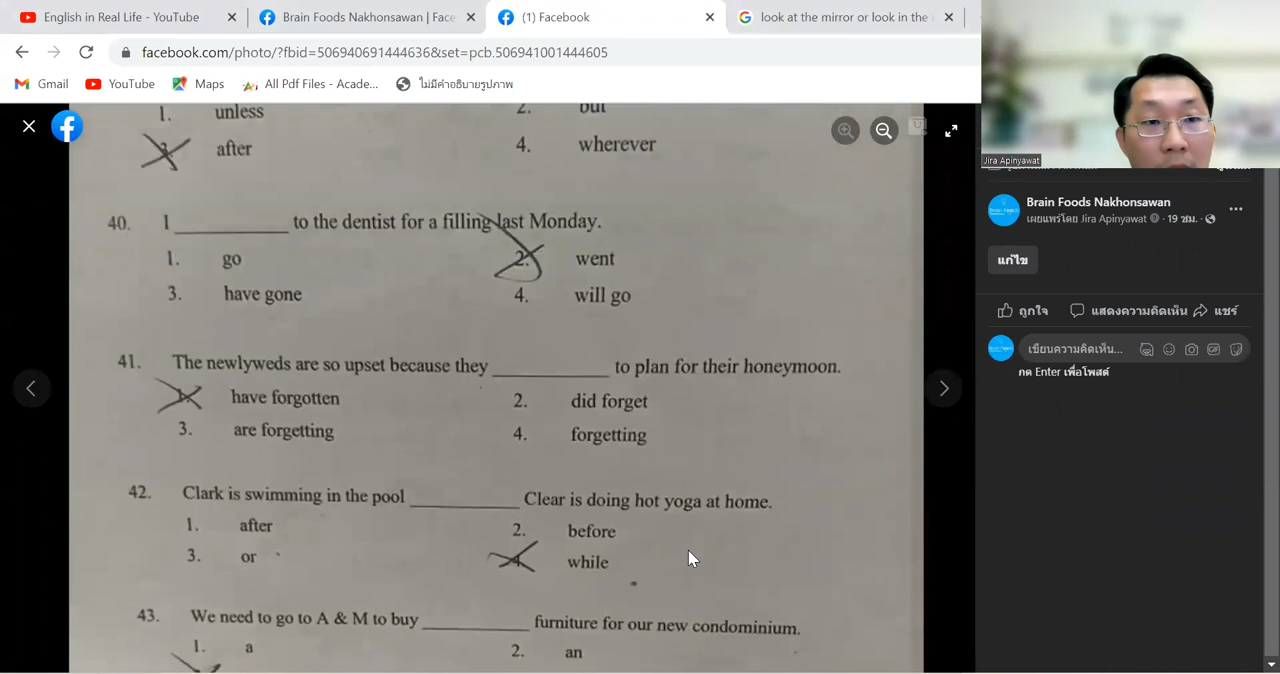 English in Real Life - YouTube
Brain Foods Nakhonsawan | Face
(1) Facebook
look at the mirror or look in the
facebook.com/photo/?fbid=506940691444636&set=pcb.506941001444605
Gmail
YouTube
Maps
All Pdf Files - Acade...
ไม่มีคำอธิบายรูปภาพ
Jira Apinyawat
1. unless
2. but
3. after
4. wherever
40. I ________ to the dentist for a filling last Monday.
1. go
2. went
3. have gone
4. will go
41. The newlyweds are so upset because they ________ to plan for their honeymoon.
1. have forgotten
2. did forget
3. are forgetting
4. forgetting
42. Clark is swimming in the pool ________ Clear is doing hot yoga at home.
1. after
2. before
3. or
4. while
43. We need to go to A & M to buy ________ furniture for our new condominium.
1. a
2. an
Brain Foods Nakhonsawan
เผยแพร่โดย Jira Apinyawat
19 ชม.
แก้ไข
ถูกใจ
แสดงความคิดเห็น
แชร์
เขียนความคิดเห็น...
กด Enter เพื่อโพสต์